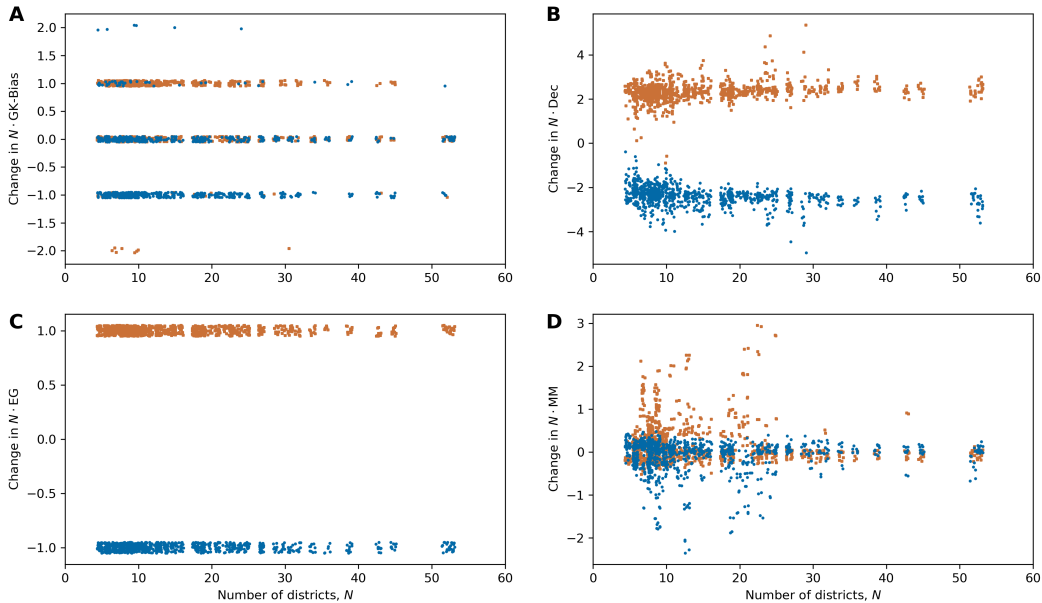 A
Change in N · GK-Bias
2.0
1.5
1.0
0.5
0.0
−0.5
−1.0
−1.5
−2.0
0 10 20 30 40 50 60
B
Change in N · Dec
4
2
0
−2
−4
0 10 20 30 40 50 60
C
Change in N · EG
1.0
0.5
0.0
−0.5
−1.0
0 10 20 30 40 50 60
Number of districts, N
D
Change in N · MM
3
2
1
0
−1
−2
0 10 20 30 40 50 60
Number of districts, N